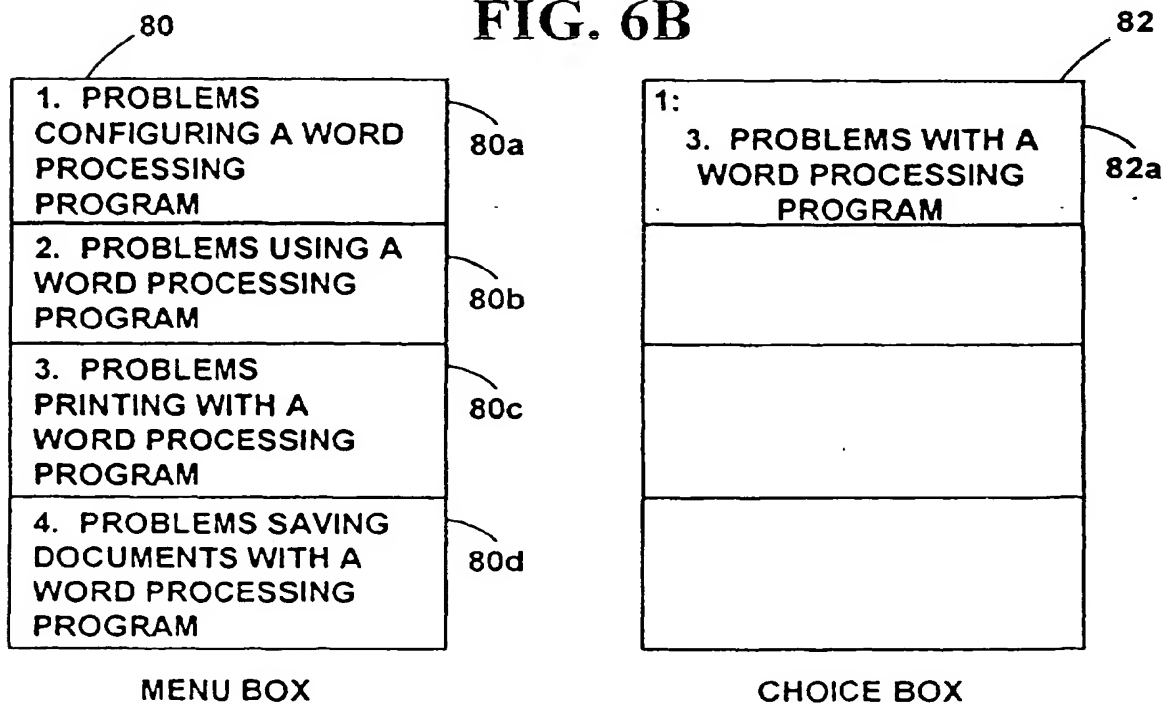 FIG. 6B
80
1. PROBLEMS
CONFIGURING A WORD
PROCESSING
PROGRAM
80a
2. PROBLEMS USING A
WORD PROCESSING
PROGRAM
80b
3. PROBLEMS
PRINTING WITH A
WORD PROCESSING
PROGRAM
80c
4. PROBLEMS SAVING
DOCUMENTS WITH A
WORD PROCESSING
PROGRAM
80d
MENU BOX
82
1:
3. PROBLEMS WITH A
WORD PROCESSING
PROGRAM
82a
CHOICE BOX